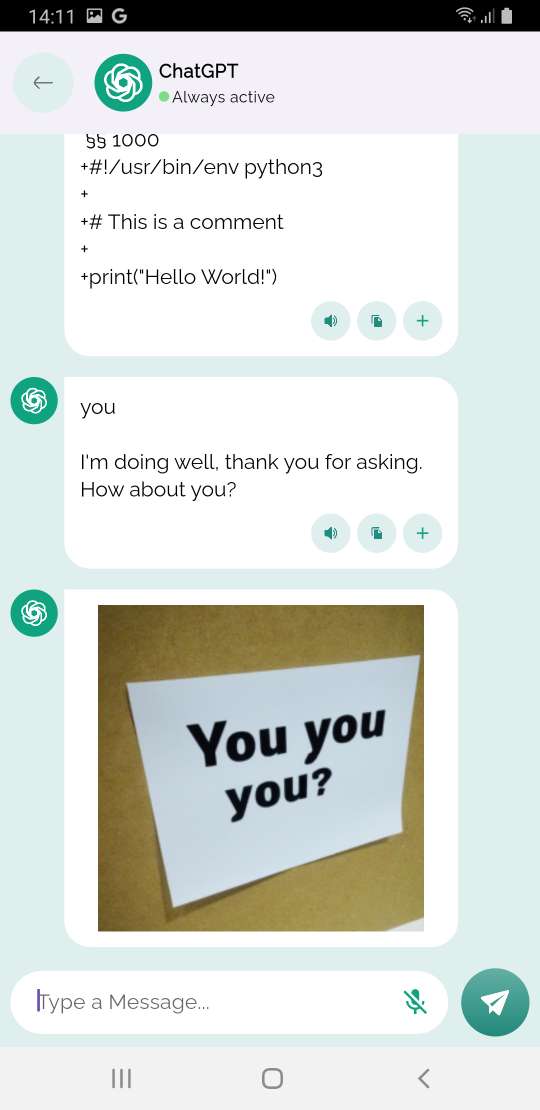 14:11
G
ChatGPT
Always active
§§ 1000
+#!/usr/bin/env python3
+
+# This is a comment
+
+print("Hello World!")
you
I'm doing well, thank you for asking.
How about you?
You you
you?
Type a Message...